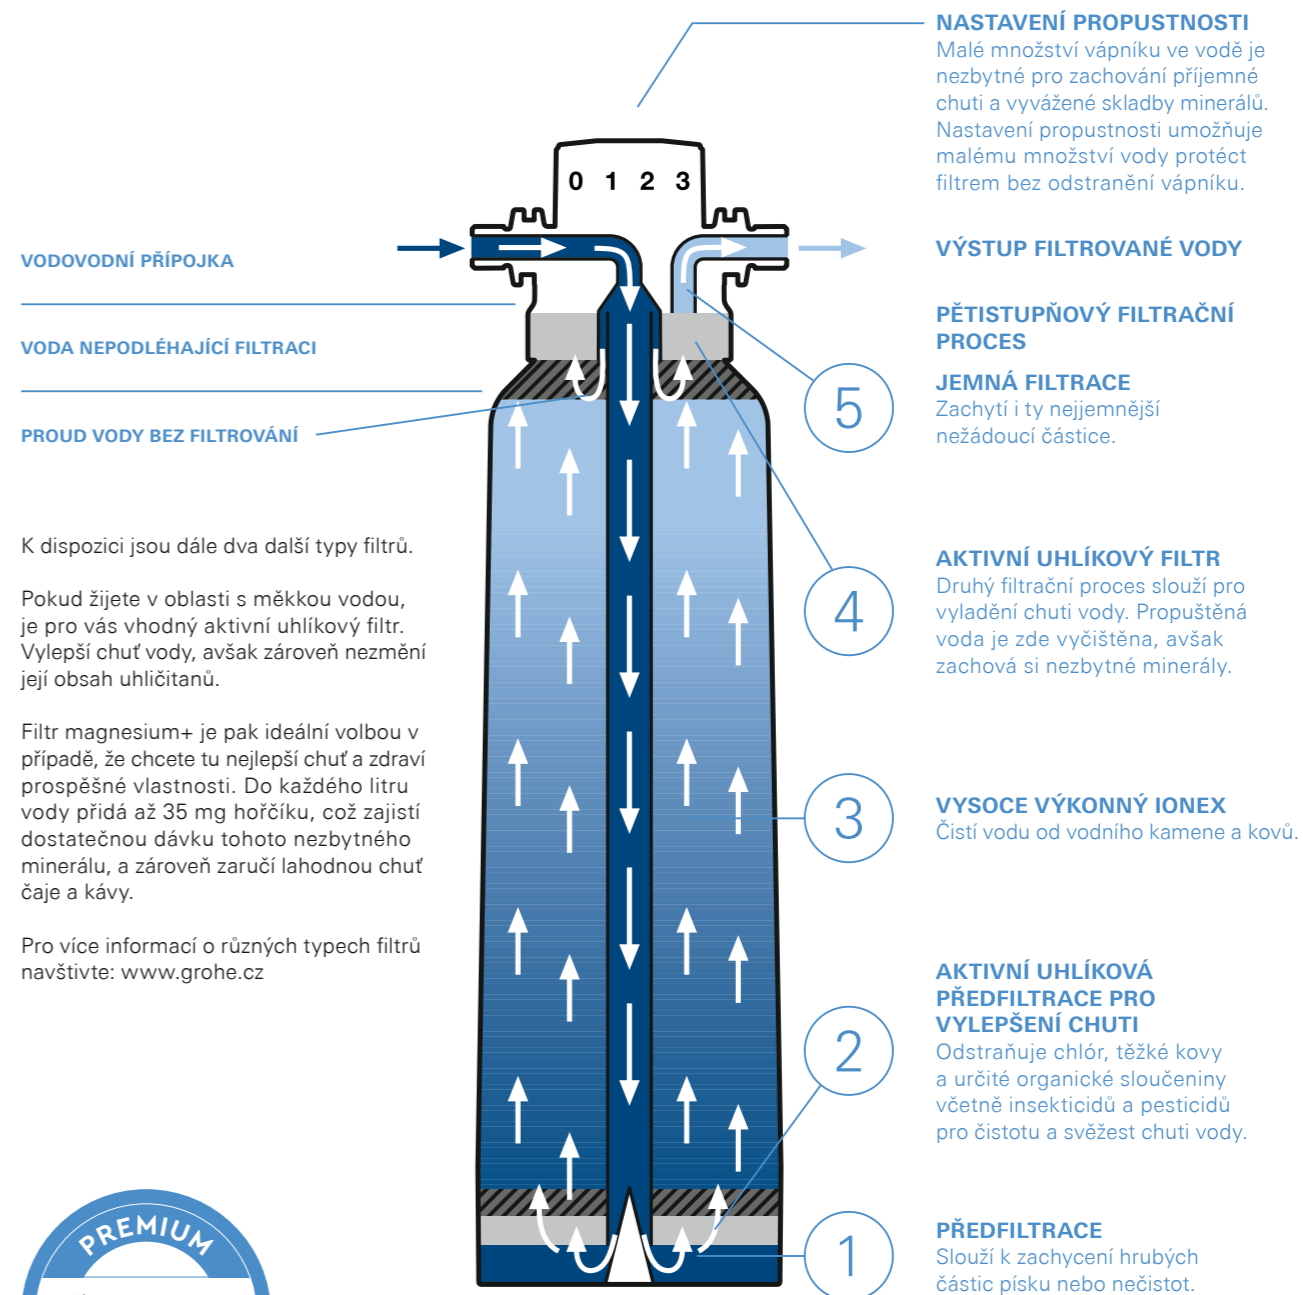 NASTAVENÍ PROPUSTNOSTI
Malé množství vápníku ve vodě je
nezbytné pro zachování příjemné
chuti a vyvážené skladby minerálů.
Nastavení propustnosti umožňuje
malému množství vody protéct
filtrem bez odstranění vápníku.
0 1 2 3
VODOVODNÍ PŘÍPOJKA
VODA NEPODLÉHAJÍCÍ FILTRACI
PROUD VODY BEZ FILTROVÁNÍ
K dispozici jsou dále dva další typy filtrů.
Pokud žijete v oblasti s měkkou vodou,
je pro vás vhodný aktivní uhlíkový filtr.
Vylepší chuť vody, avšak zároveň nezmění
její obsah uhličitanů.
Filtr magnesium+ je pak ideální volbou v
případě, že chcete tu nejlepší chuť a zdraví
prospěšné vlastnosti. Do každého litru
vody přidá až 35 mg hořčíku, což zajistí
dostatečnou dávku tohoto nezbytného
minerálu, a zároveň zaručí lahodnou chuť
čaje a kávy.
Pro více informací o různých typech filtrů
navštivte: www.grohe.cz
PREMIUM
VÝSTUP FILTROVANÉ VODY
PĚTISTUPŇOVÝ FILTRAČNÍ
PROCES
5
JEMNÁ FILTRACE
Zachytí i ty nejjemnější
nežádoucí částice.
4
AKTIVNÍ UHLÍKOVÝ FILTR
Druhý filtrační proces slouží pro
vyladění chuti vody. Propuštěná
voda je zde vyčištěna, avšak
zachová si nezbytné minerály.
3
VYSOCE VÝKONNÝ IONEX
Čistí vodu od vodního kamene a kovů.
2
AKTIVNÍ UHLÍKOVÁ
PŘEDFILTRACE PRO
VYLEPŠENÍ CHUTI
Odstraňuje chlór, těžké kovy
a určité organické sloučeniny
včetně insekticidů a pesticidů
pro čistotu a svěžest chuti vody.
1
PŘEDFILTRACE
Slouží k zachycení hrubých
částic písku nebo nečistot.